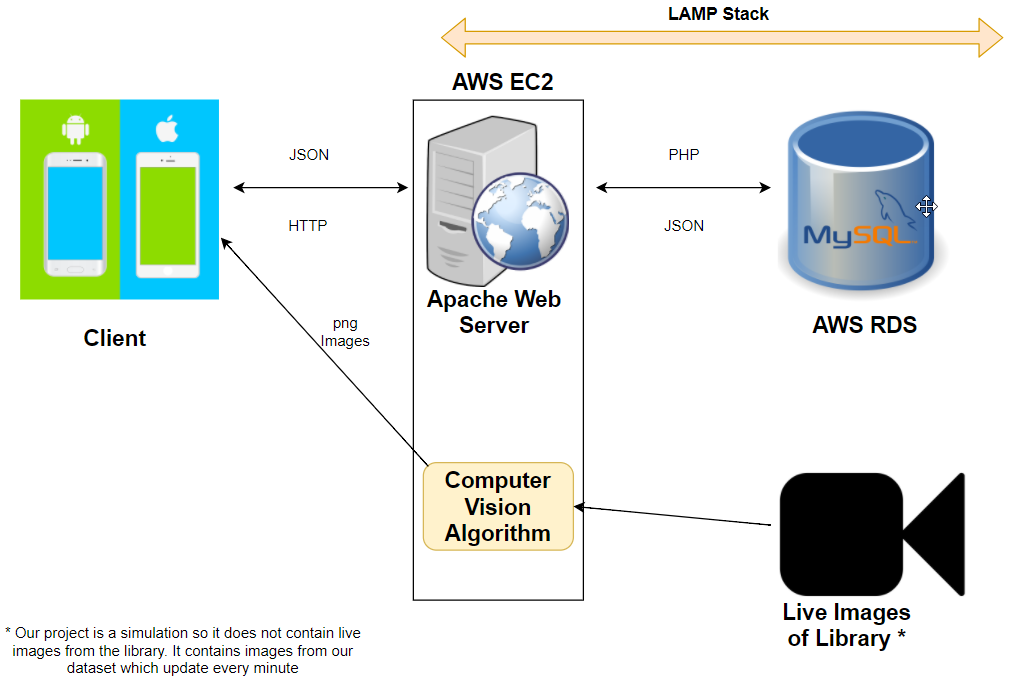 LAMP Stack
AWS EC2
JSON
HTTP
PHP
JSON
MySQL
Apache Web
Server
Client
AWS RDS
png
Images
Computer
Vision
Algorithm
Live Images
of Library *
* Our project is a simulation so it does not contain live
images from the library. It contains images from our
dataset which update every minute